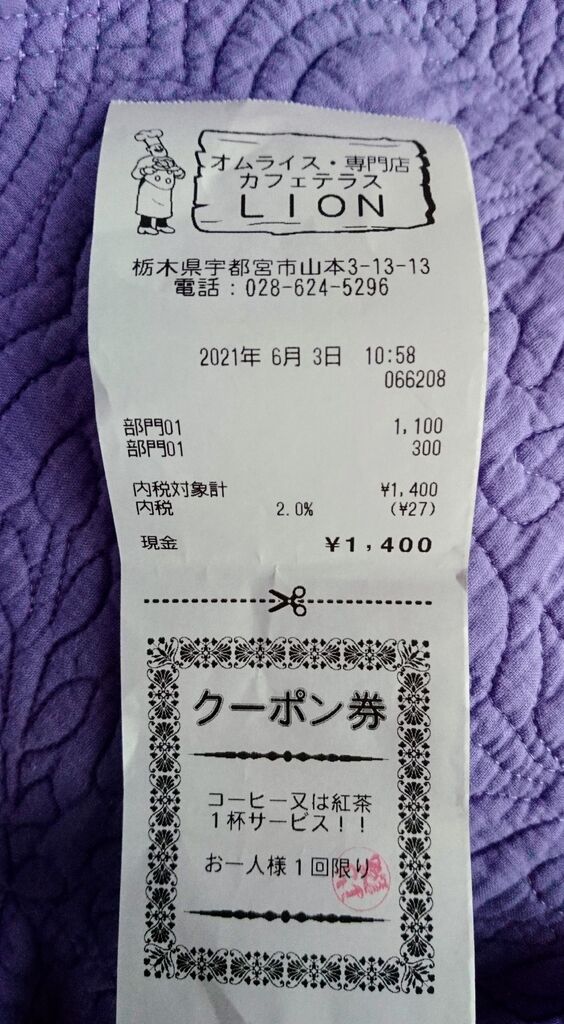 オムライス・専門店
カフェテラス
LION
栃木県宇都宮市山本3-13-13
電話：028-624-5296
2021年 6月 3日 10:58
066208
部門01 1,100
部門01 300
内税対象計 ¥1,400
内税 2.0% (¥27)
現金 ¥1,400
クーポン券
コーヒー又は紅茶
1杯サービス！！
お一人様1回限り